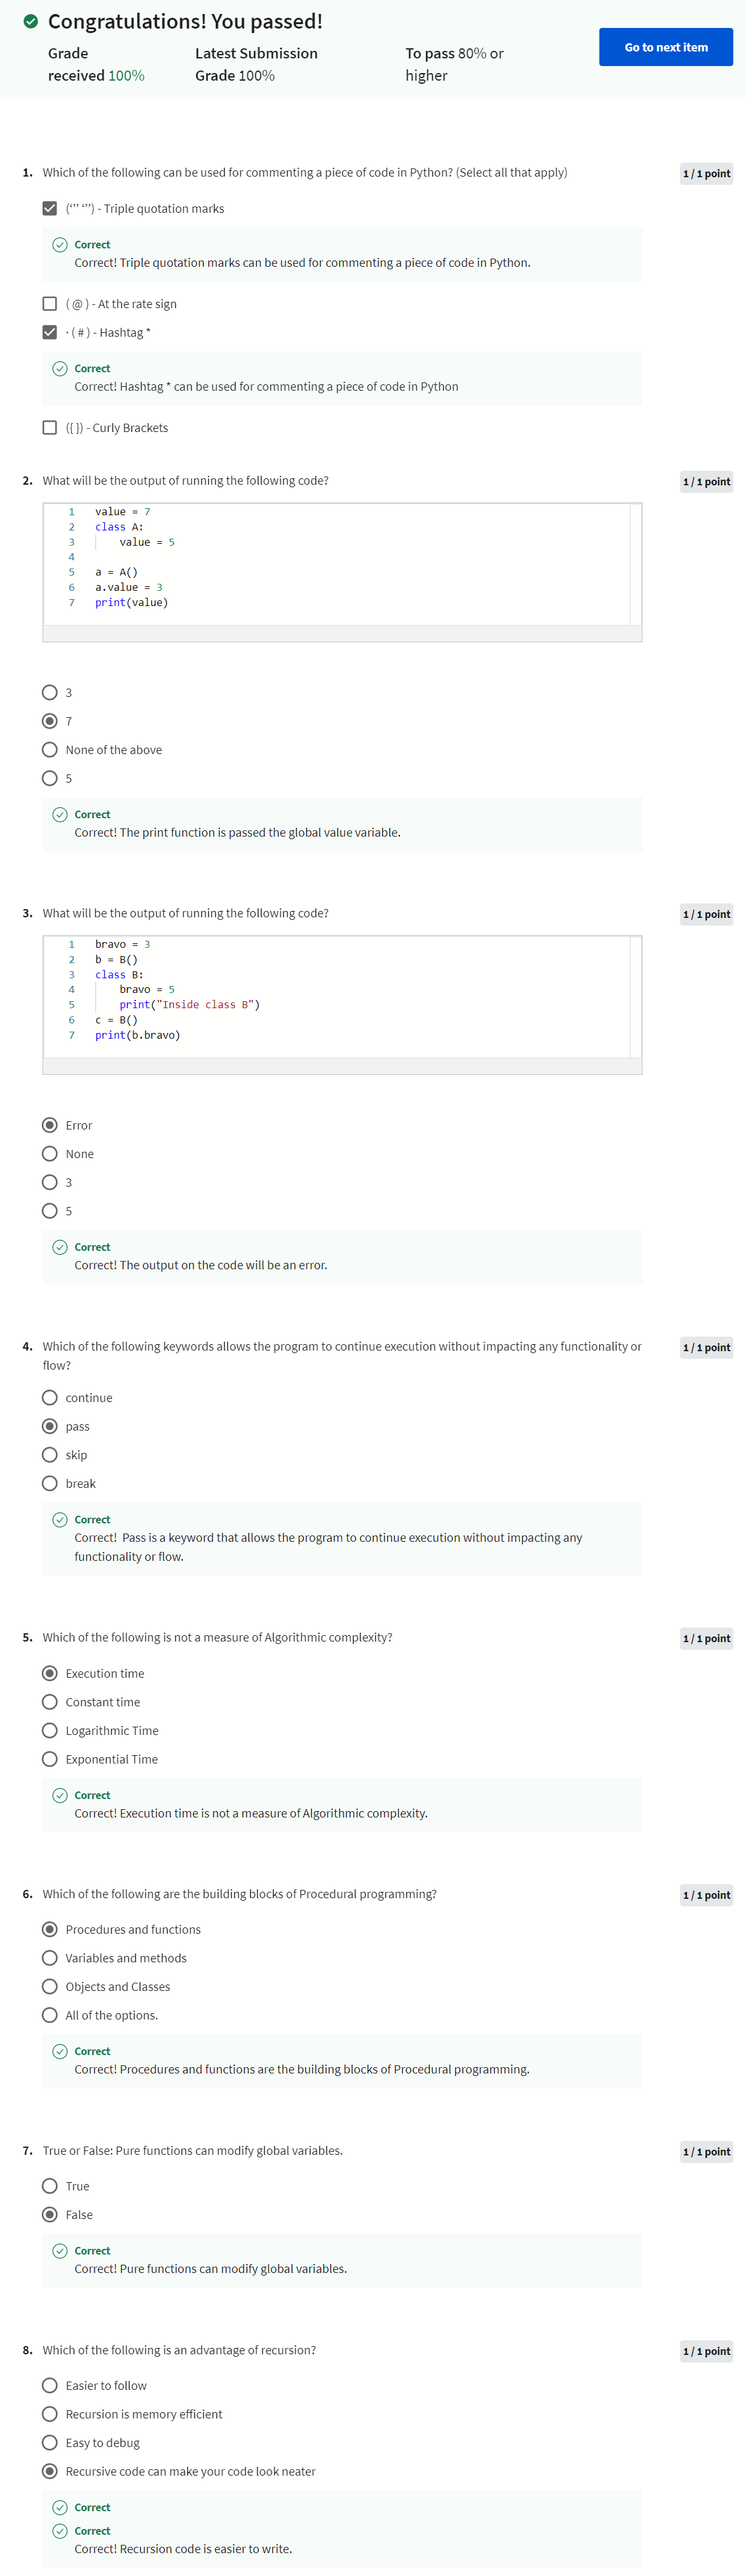 Congratulations! You passed!
Grade received 100%
Latest Submission Grade 100%
To pass 80% or higher
Go to next item
1. Which of the following can be used for commenting a piece of code in Python? (Select all that apply)
1 / 1 point
(‘’’ ‘’’) - Triple quotation marks
Correct
Correct! Triple quotation marks can be used for commenting a piece of code in Python.
( @ ) - At the rate sign
· ( # ) - Hashtag *
Correct
Correct! Hashtag * can be used for commenting a piece of code in Python
({ }) - Curly Brackets
2. What will be the output of running the following code?
1 / 1 point
1 value = 7
2 class A:
3 value = 5
4
5 a = A()
6 a.value = 3
7 print(value)
3
7
None of the above
5
Correct
Correct! The print function is passed the global value variable.
3. What will be the output of running the following code?
1 / 1 point
1 bravo = 3
2 b = B()
3 class B:
4 bravo = 5
5 print("Inside class B")
6 c = B()
7 print(b.bravo)
Error
None
3
5
Correct
Correct! The output on the code will be an error.
4. Which of the following keywords allows the program to continue execution without impacting any functionality or
flow?
1 / 1 point
continue
pass
skip
break
Correct
Correct!  Pass is a keyword that allows the program to continue execution without impacting any
functionality or flow.
5. Which of the following is not a measure of Algorithmic complexity?
1 / 1 point
Execution time
Constant time
Logarithmic Time
Exponential Time
Correct
Correct! Execution time is not a measure of Algorithmic complexity.
6. Which of the following are the building blocks of Procedural programming?
1 / 1 point
Procedures and functions
Variables and methods
Objects and Classes
All of the options.
Correct
Correct! Procedures and functions are the building blocks of Procedural programming.
7. True or False: Pure functions can modify global variables.
1 / 1 point
True
False
Correct
Correct! Pure functions can modify global variables.
8. Which of the following is an advantage of recursion?
1 / 1 point
Easier to follow
Recursion is memory efficient
Easy to debug
Recursive code can make your code look neater
Correct
Correct
Correct! Recursion code is easier to write.